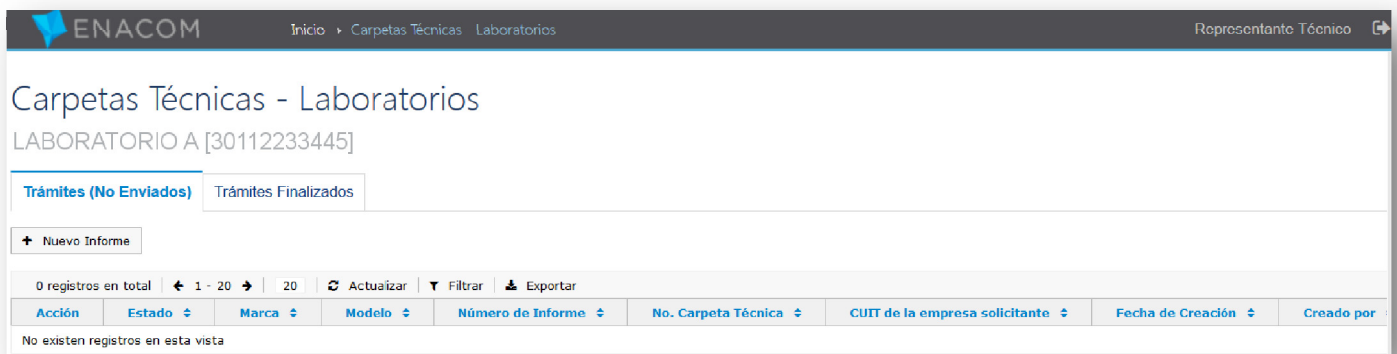 ENACOM Inicio Carpetas Técnicas Laboratorios Representante Técnico
Carpetas Técnicas - Laboratorios
LABORATORIO A [30112233445]
Trámites (No Enviados) Trámites Finalizados
+ Nuevo Informe
0 registros en total 1 - 20 20 Actualizar Filtrar Exportar
Acción Estado Marca Modelo Número de Informe No. Carpeta Técnica CUIT de la empresa solicitante Fecha de Creación Creado por
No existen registros en esta vista